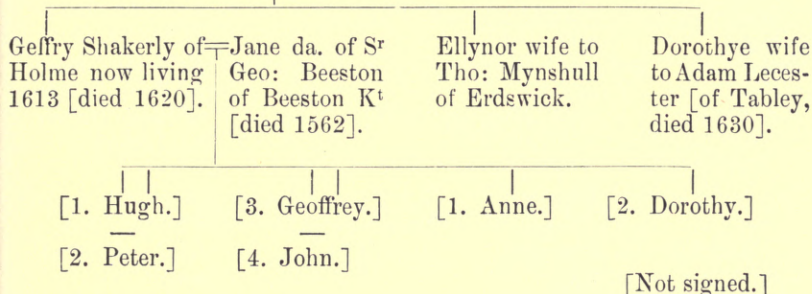 Geffry Shakerly of
Holme now living
1613 [died 1620].
Jane da. of Sʳ
Geo: Beeston
of Beeston Kᵗ
[died 1562].
Ellynor wife to
Tho: Mynshull
of Erdswick.
Dorothye wife
to Adam Leces-
ter [of Tabley,
died 1630].
[1. Hugh.]
[2. Peter.]
[3. Geoffrey.]
[4. John.]
[1. Anne.]
[2. Dorothy.]
[Not signed.]